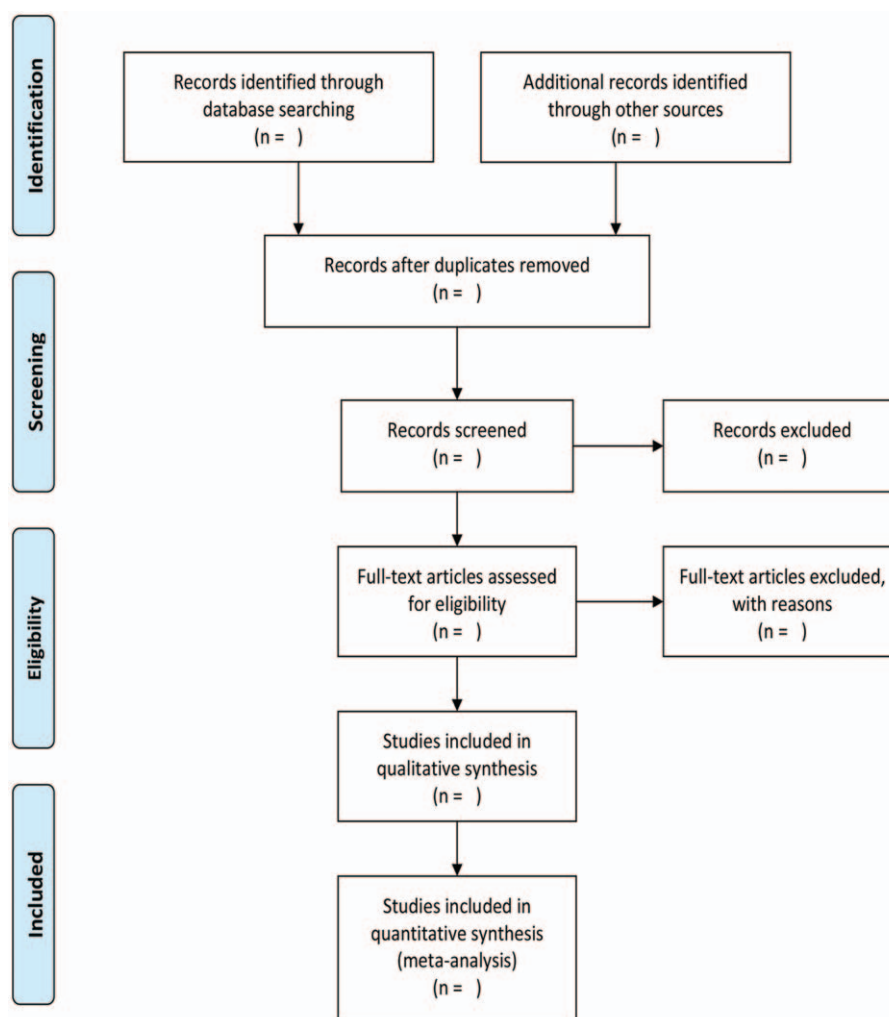 Identification
Records identified through
database searching
(n =   )
Additional records identified
through other sources
(n =   )
Records after duplicates removed
(n =   )
Screening
Records screened
(n =   )
Records excluded
(n =   )
Eligibility
Full-text articles assessed
for eligibility
(n =   )
Full-text articles excluded,
with reasons
(n =   )
Studies included in
qualitative synthesis
(n =   )
Included
Studies included in
quantitative synthesis
(meta-analysis)
(n =   )